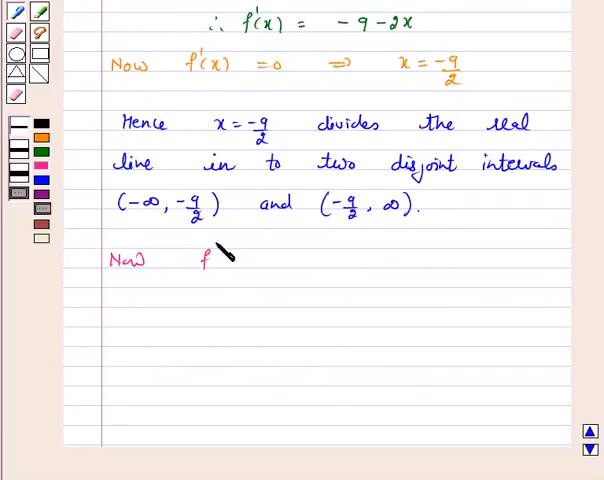 ∴ f'(x) = -9-2x
Now f'(x) = 0 ⇒ x = -9/2
Hence x = -9/2 divides the real
line in to two disjoint intervals
(-∞, -9/2) and (-9/2, ∞).
Now f